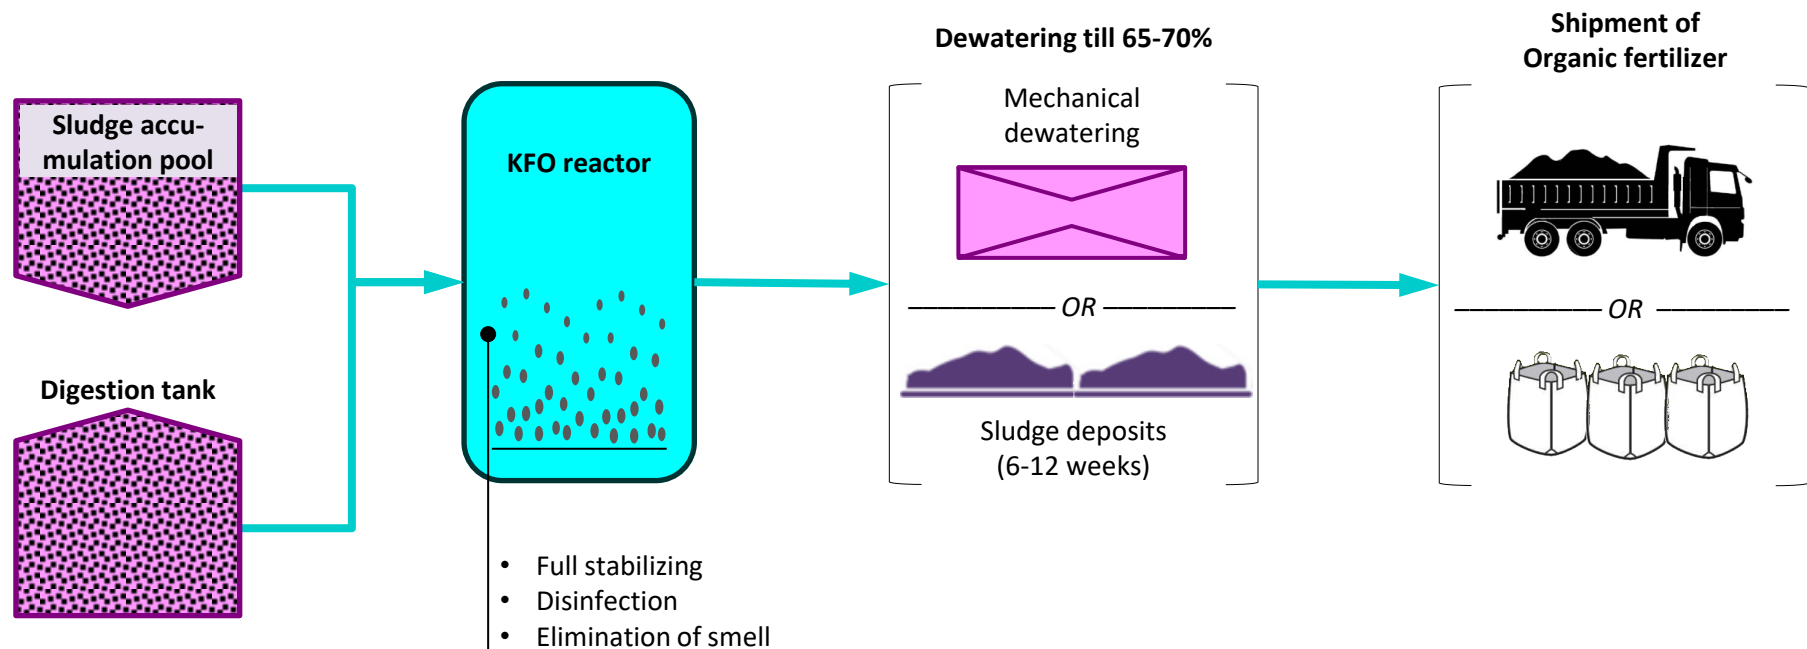 Sludge accu-
mulation pool
Digestion tank
KFO reactor
• Full stabilizing
• Disinfection
• Elimination of smell
Dewatering till 65-70%
Mechanical
dewatering
OR
Sludge deposits
(6-12 weeks)
Shipment of
Organic fertilizer
OR